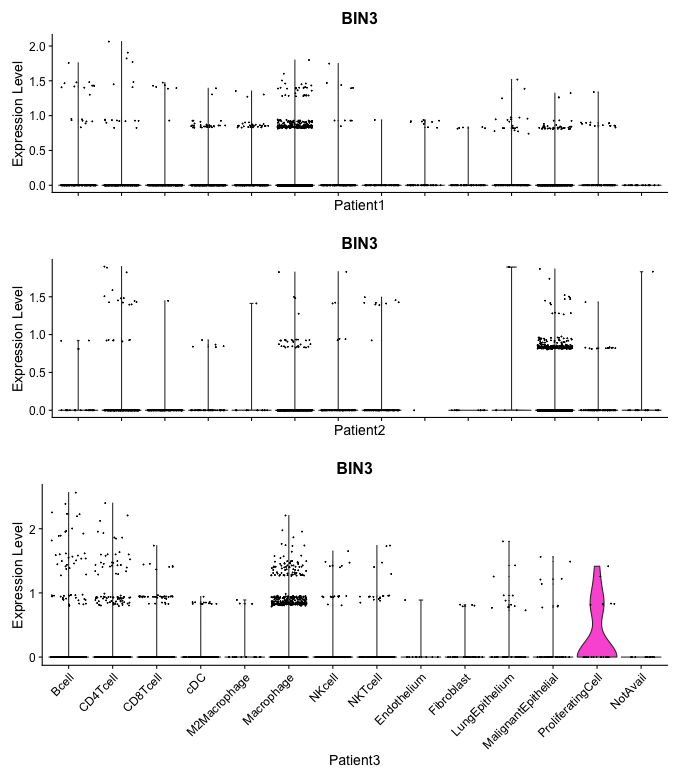 BIN3
Expression Level
2.0
1.5
1.0
0.5
0.0
Patient1
BIN3
Expression Level
1.5
1.0
0.5
0.0
Patient2
BIN3
Expression Level
2
1
0
Bcell
CD4Tcell
CD8Tcell
cDC
M2Macrophage
Macrophage
NKcell
NKTcell
Endothelium
Fibroblast
LungEpithelium
MalignantEpithelial
ProliferatingCell
NotAvail
Patient3